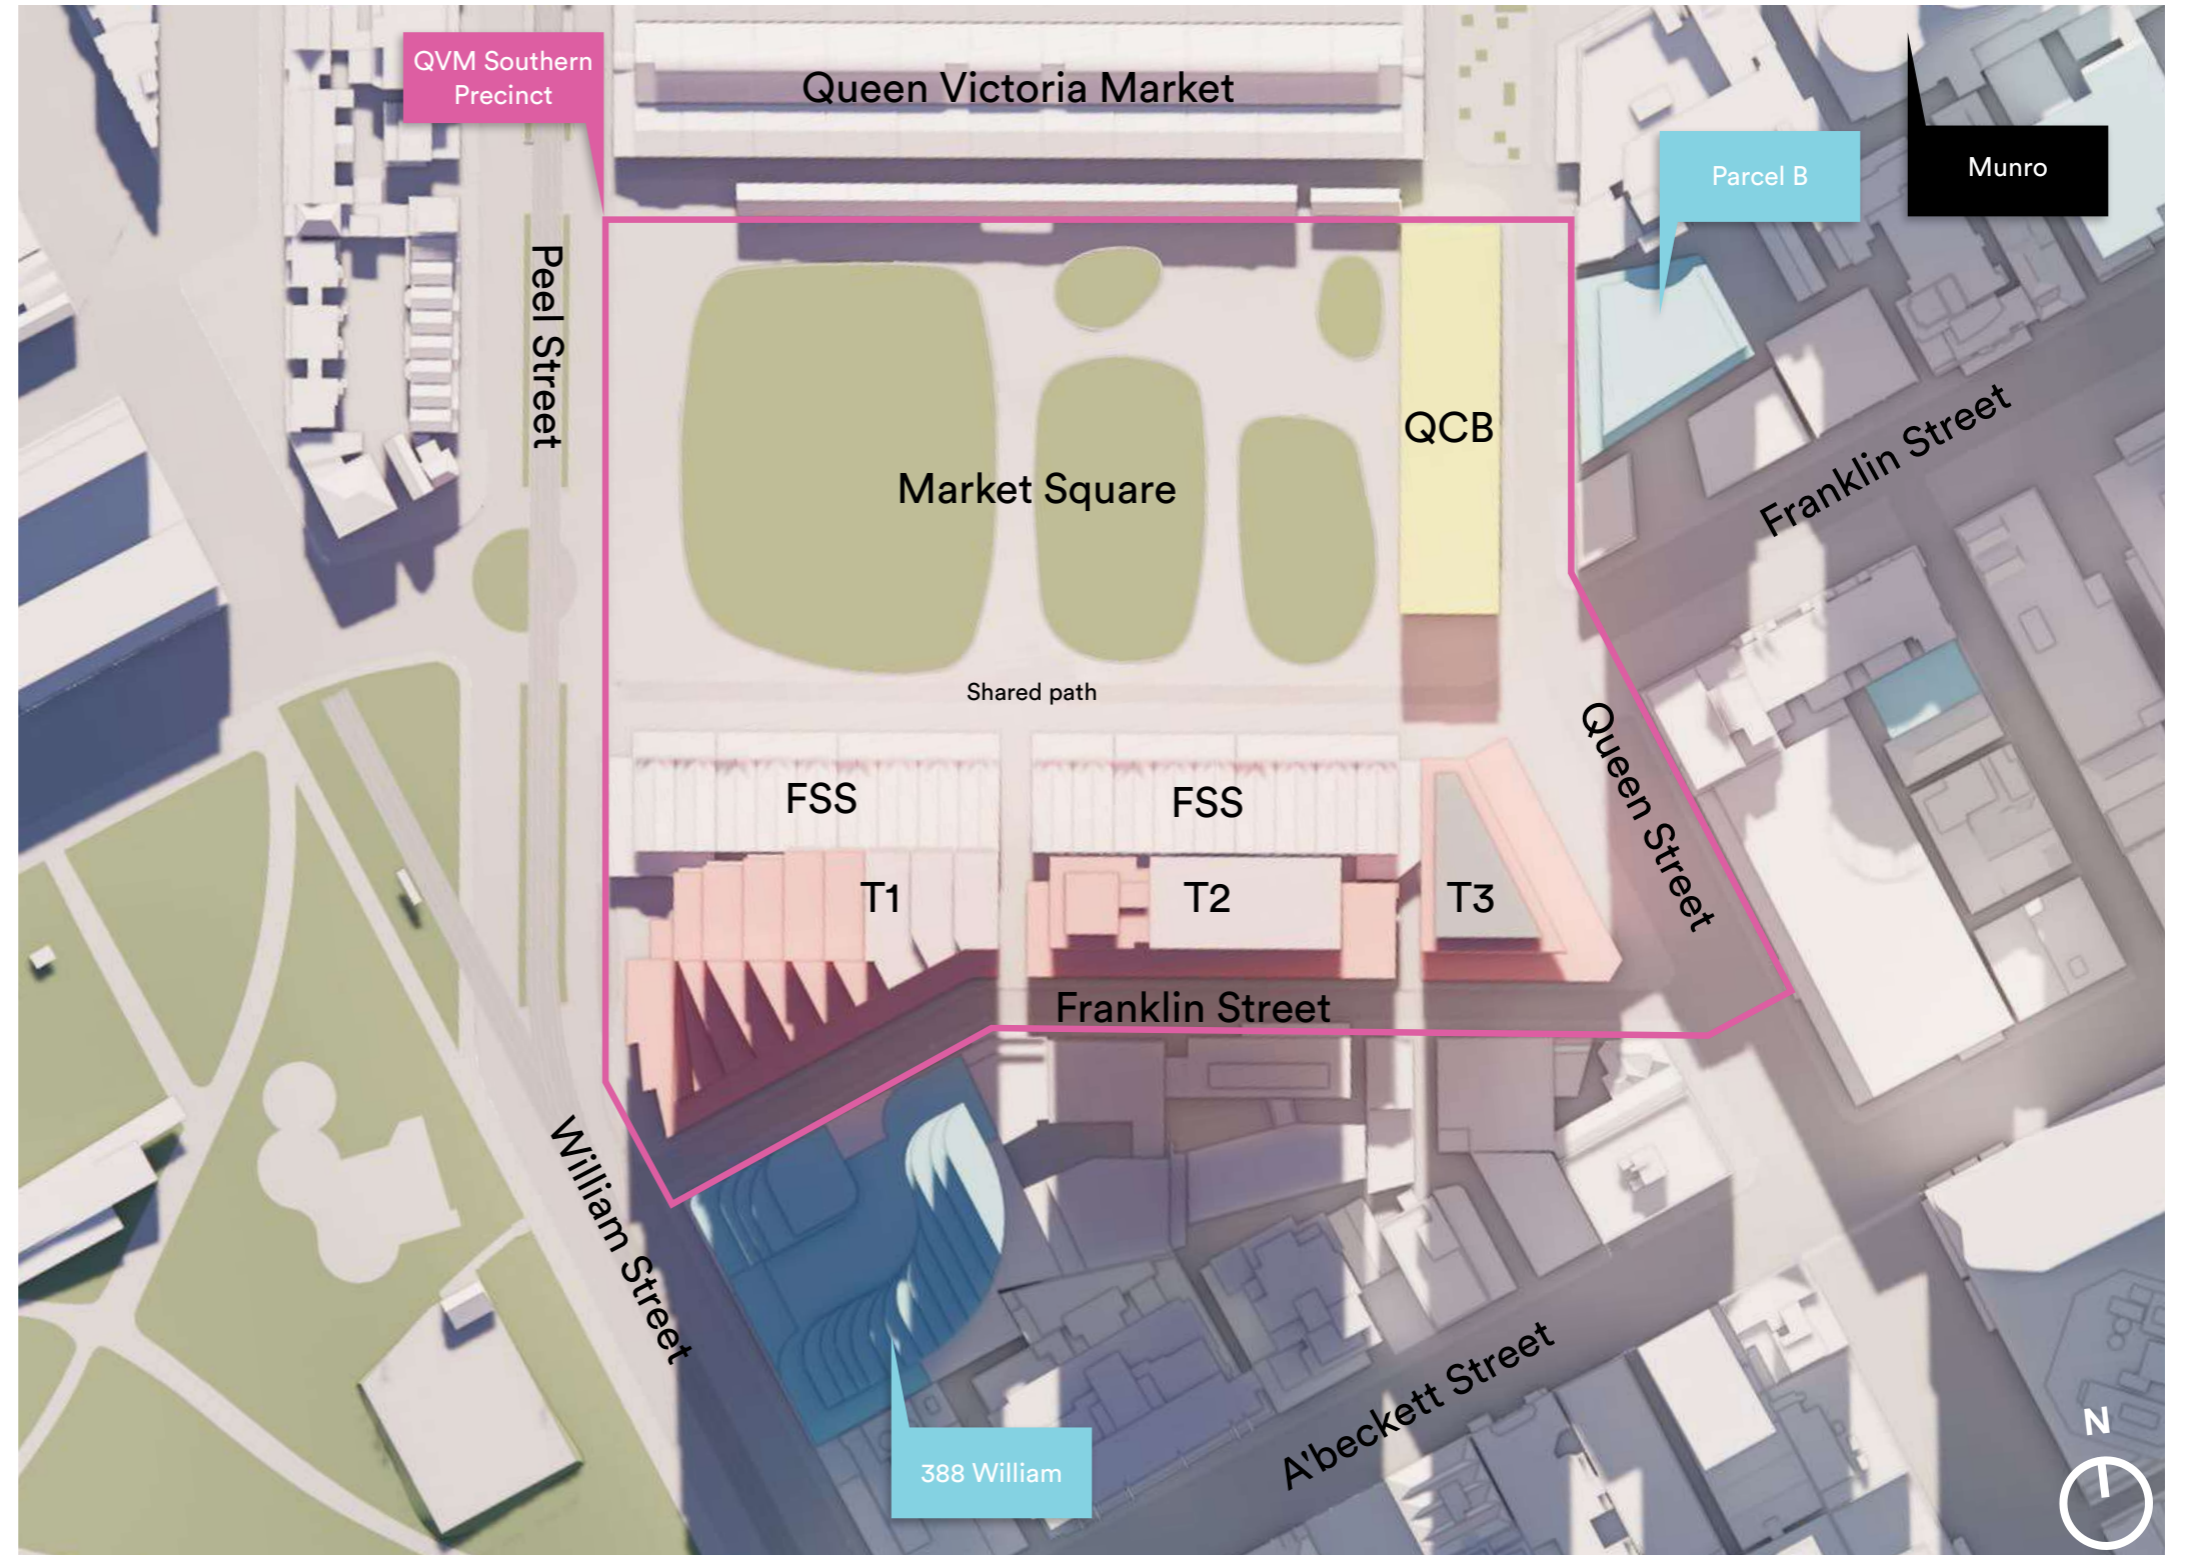 QVM Southern
Precinct
Queen Victoria Market
Parcel B
Munro
Peel Street
QCB
Franklin Street
Market Square
Shared path
Queen Street
FSS
FSS
T1
T2
T3
Franklin Street
William Street
A'beckett Street
388 William
N